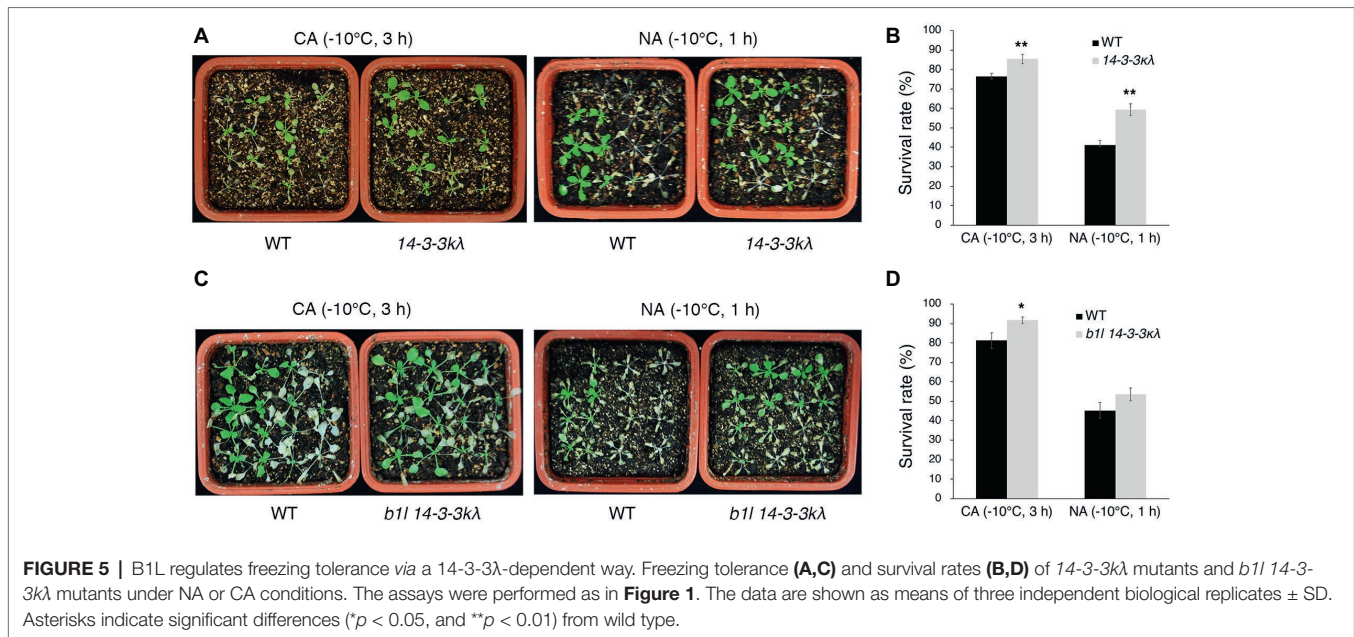 A
CA (-10°C, 3 h)
NA (-10°C, 1 h)
WT
14-3-3κλ
WT
14-3-3κλ
B
100
90
80
70
60
50
40
30
20
10
0
Survival rate (%)
**
**
WT
14-3-3κλ
CA (-10°C, 3 h)
NA (-10°C, 1 h)
C
CA (-10°C, 3 h)
NA (-10°C, 1 h)
WT
b1l 14-3-3kλ
WT
b1l 14-3-3kλ
D
100
90
80
70
60
50
40
30
20
10
0
Survival rate (%)
*
WT
b1l 14-3-3κλ
CA (-10°C, 3 h)
NA (-10°C, 1 h)
FIGURE 5 | B1L regulates freezing tolerance via a 14-3-3λ-dependent way. Freezing tolerance (A,C) and survival rates (B,D) of 14-3-3kλ mutants and b1l 14-3-
3kλ mutants under NA or CA conditions. The assays were performed as in Figure 1. The data are shown as means of three independent biological replicates ± SD.
Asterisks indicate significant differences (*p < 0.05, and **p < 0.01) from wild type.